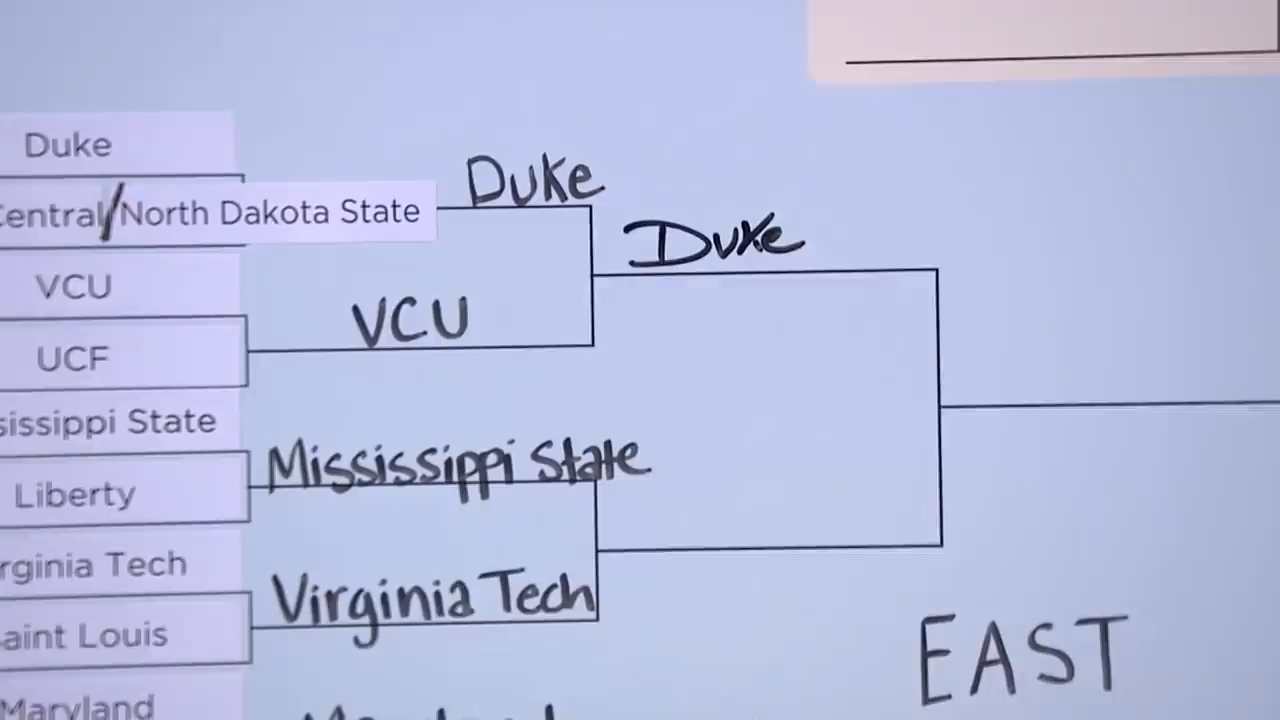 Duke
Central/North Dakota State
VCU
UCF
sissippi State
Liberty
rginia Tech
aint Louis
Maryland
Duke
VCU
Mississippi State
Virginia Tech
Duke
EAST